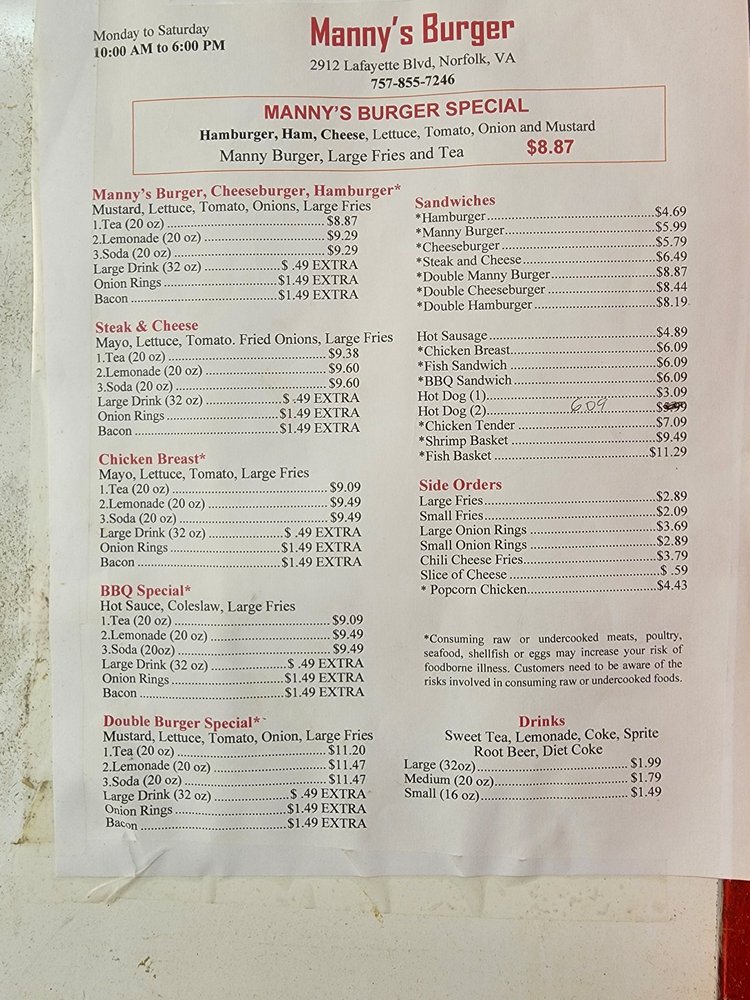 Monday to Saturday
10:00 AM to 6:00 PM
Manny's Burger
2912 Lafayette Blvd, Norfolk, VA
757-855-7246
MANNY'S BURGER SPECIAL
Hamburger, Ham, Cheese, Lettuce, Tomato, Onion and Mustard
Manny Burger, Large Fries and Tea $8.87
Manny's Burger, Cheeseburger, Hamburger*
Mustard, Lettuce, Tomato, Onions, Large Fries
1.Tea (20 oz) $8.87
2.Lemonade (20 oz) $9.29
3.Soda (20 oz) $9.29
Large Drink (32 oz) $ .49 EXTRA
Onion Rings $1.49 EXTRA
Bacon $1.49 EXTRA
Steak & Cheese
Mayo, Lettuce, Tomato. Fried Onions, Large Fries
1.Tea (20 oz) $9.38
2.Lemonade (20 oz) $9.60
3.Soda (20 oz) $9.60
Large Drink (32 oz) $ .49 EXTRA
Onion Rings $1.49 EXTRA
Bacon $1.49 EXTRA
Chicken Breast*
Mayo, Lettuce, Tomato, Large Fries
1.Tea (20 oz) $9.09
2.Lemonade (20 oz) $9.49
3.Soda (20 oz) $9.49
Large Drink (32 oz) $ .49 EXTRA
Onion Rings $1.49 EXTRA
Bacon $1.49 EXTRA
BBQ Special*
Hot Sauce, Coleslaw, Large Fries
1.Tea (20 oz) $9.09
2.Lemonade (20 oz) $9.49
3.Soda (20oz) $9.49
Large Drink (32 oz) $ .49 EXTRA
Onion Rings $1.49 EXTRA
Bacon $1.49 EXTRA
Double Burger Special*
Mustard, Lettuce, Tomato, Onion, Large Fries
1.Tea (20 oz) $11.20
2.Lemonade (20 oz) $11.47
3.Soda (20 oz) $11.47
Large Drink (32 oz) $ .49 EXTRA
Onion Rings $1.49 EXTRA
Bacon $1.49 EXTRA
Sandwiches
*Hamburger $4.69
*Manny Burger $5.99
*Cheeseburger $5.79
*Steak and Cheese $6.49
*Double Manny Burger $8.87
*Double Cheeseburger $8.44
*Double Hamburger $8.19
Hot Sausage $4.89
*Chicken Breast $6.09
*Fish Sandwich $6.09
*BBQ Sandwich $6.09
Hot Dog (1) $3.09
Hot Dog (2) 6.09
*Chicken Tender $7.09
*Shrimp Basket $9.49
*Fish Basket $11.29
Side Orders
Large Fries $2.89
Small Fries $2.09
Large Onion Rings $3.69
Small Onion Rings $2.89
Chili Cheese Fries $3.79
Slice of Cheese $ .59
* Popcorn Chicken $4.43
*Consuming raw or undercooked meats, poultry,
seafood, shellfish or eggs may increase your risk of
foodborne illness. Customers need to be aware of the
risks involved in consuming raw or undercooked foods.
Drinks
Sweet Tea, Lemonade, Coke, Sprite
Root Beer, Diet Coke
Large (32oz) $1.99
Medium (20 oz) $1.79
Small (16 oz) $1.49